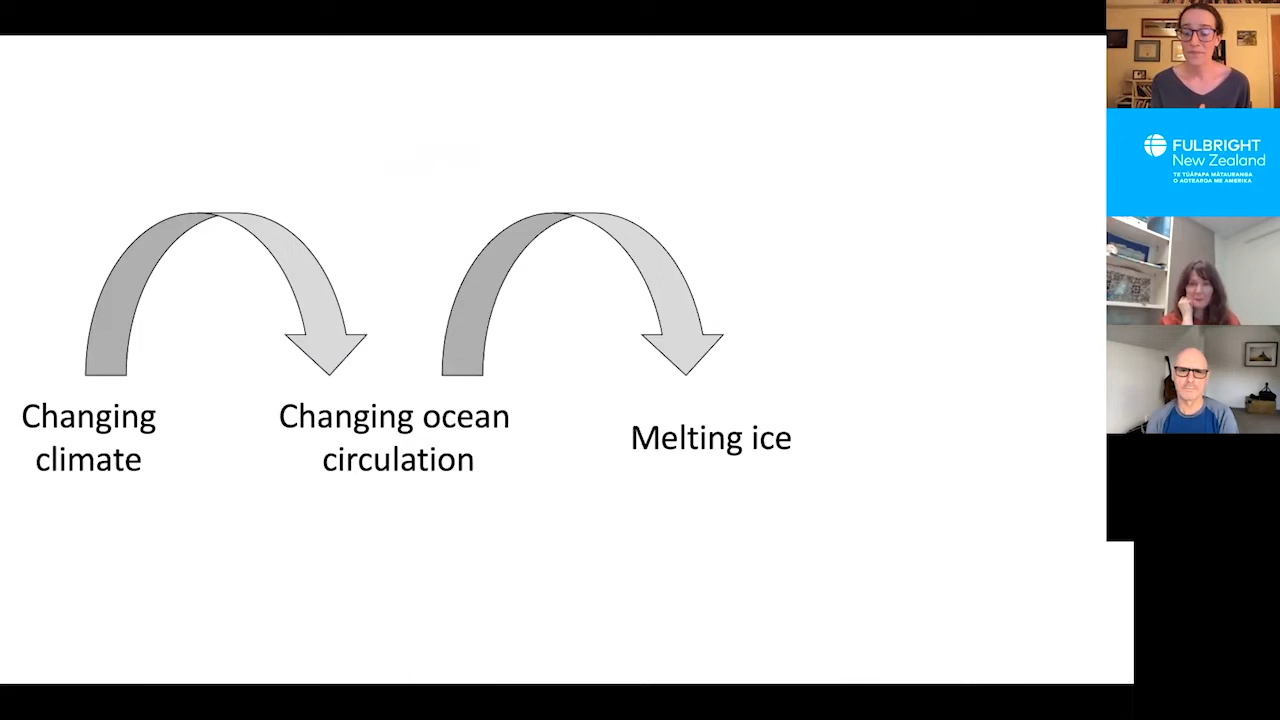 Changing
climate
Changing ocean
circulation
Melting ice
FULBRIGHT
New Zealand
TE TŪĀPAPA MĀTAURANGA
O AOTEAROA ME AMERIKA